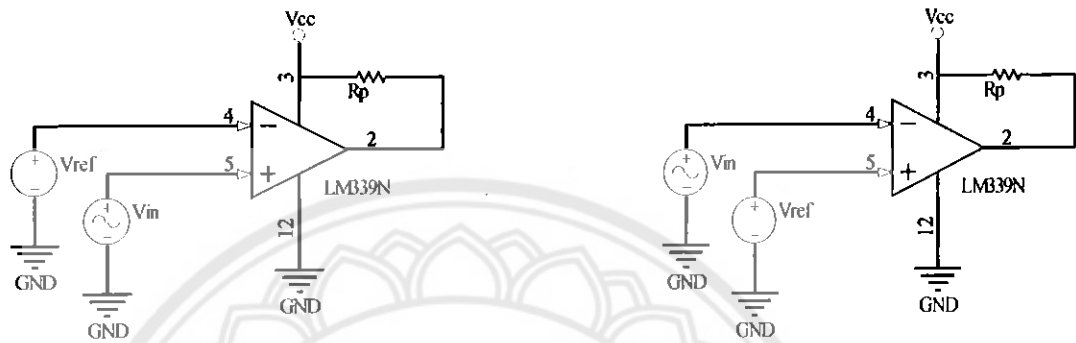 Vcc
3
Rp
4
−
2
Vref
5
+
LM339N
Vin
12
GND
GND
GND
Vcc
3
Rp
4
−
2
Vin
5
+
LM339N
Vref
12
GND
GND
GND